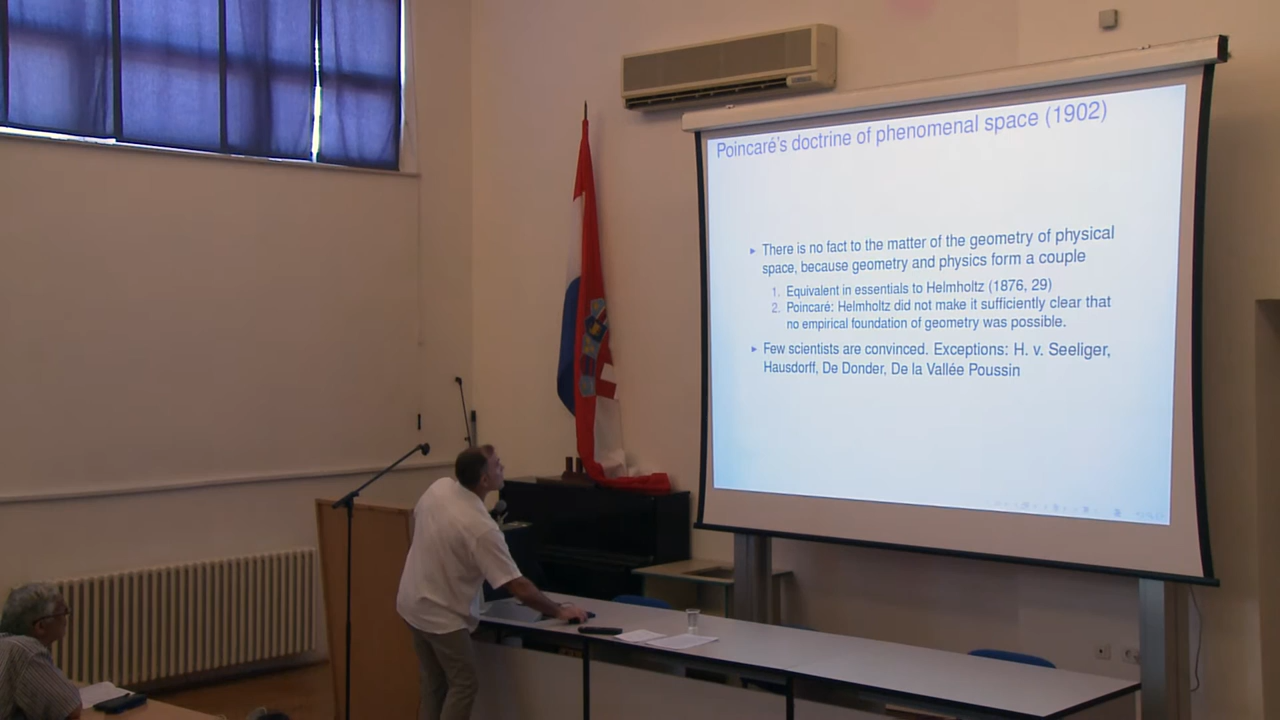 Poincaré's doctrine of phenomenal space (1902)
There is no fact to the matter of the geometry of physical
space, because geometry and physics form a couple
1. Equivalent in essentials to Helmholtz (1876, 29)
2. Poincaré: Helmholtz did not make it sufficiently clear that
no empirical foundation of geometry was possible.
Few scientists are convinced. Exceptions: H. v. Seeliger,
Hausdorff, De Donder, De la Vallée Poussin